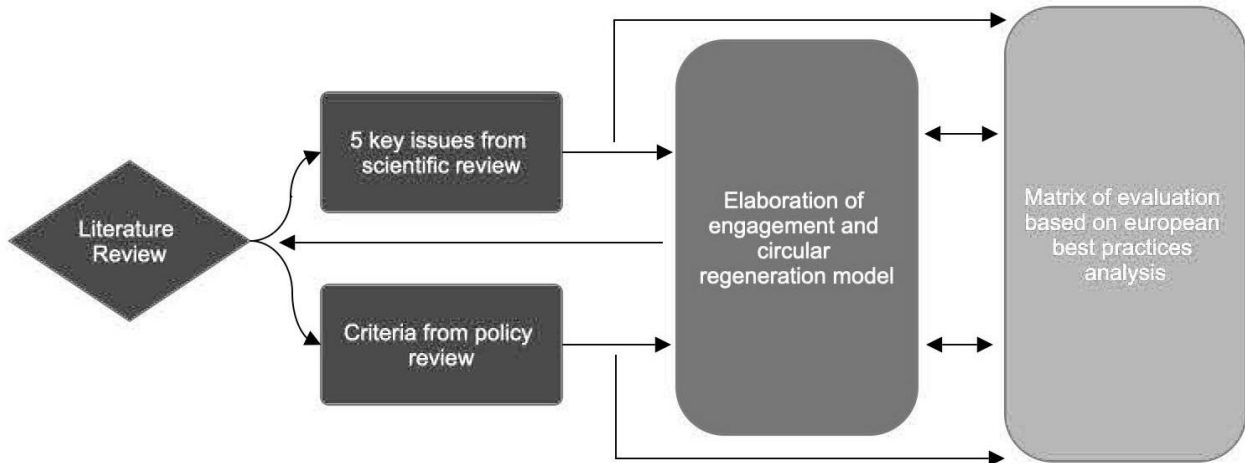 Literature
Review
5 key issues from
scientific review
Criteria from policy
review
Elaboration of
engagement and
circular
regeneration model
Matrix of evaluation
based on european
best practices
analysis